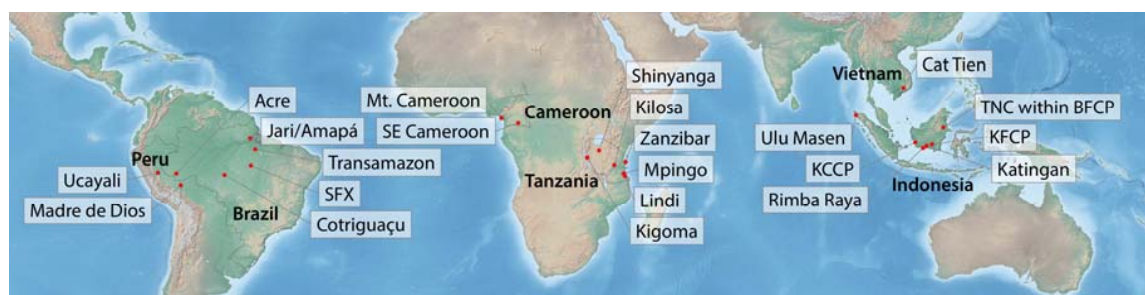 Acre
Jari/Amapá
Peru
Transamazon
Ucayali
SFX
Madre de Dios
Brazil
Cotriguaçu
Shinyanga
Mt. Cameroon
Cameroon
Kilosa
SE Cameroon
Zanzibar
Tanzania
Mpingo
Lindi
Kigoma
Vietnam
Cat Tien
TNC within BFCP
Ulu Masen
KFCP
KCCP
Indonesia
Katingan
Rimba Raya